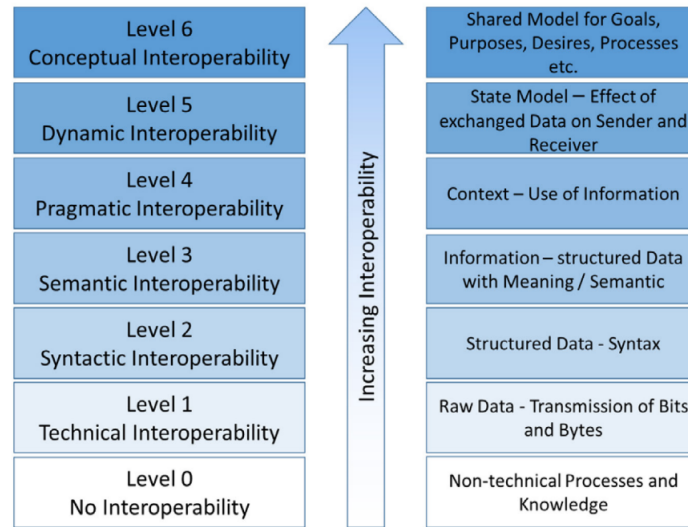 Level 6
Conceptual Interoperability
Level 5
Dynamic Interoperability
Level 4
Pragmatic Interoperability
Level 3
Semantic Interoperability
Level 2
Syntactic Interoperability
Level 1
Technical Interoperability
Level 0
No Interoperability
Increasing Interoperability
Shared Model for Goals,
Purposes, Desires, Processes
etc.
State Model – Effect of
exchanged Data on Sender and
Receiver
Context – Use of Information
Information – structured Data
with Meaning / Semantic
Structured Data - Syntax
Raw Data - Transmission of Bits
and Bytes
Non-technical Processes and
Knowledge